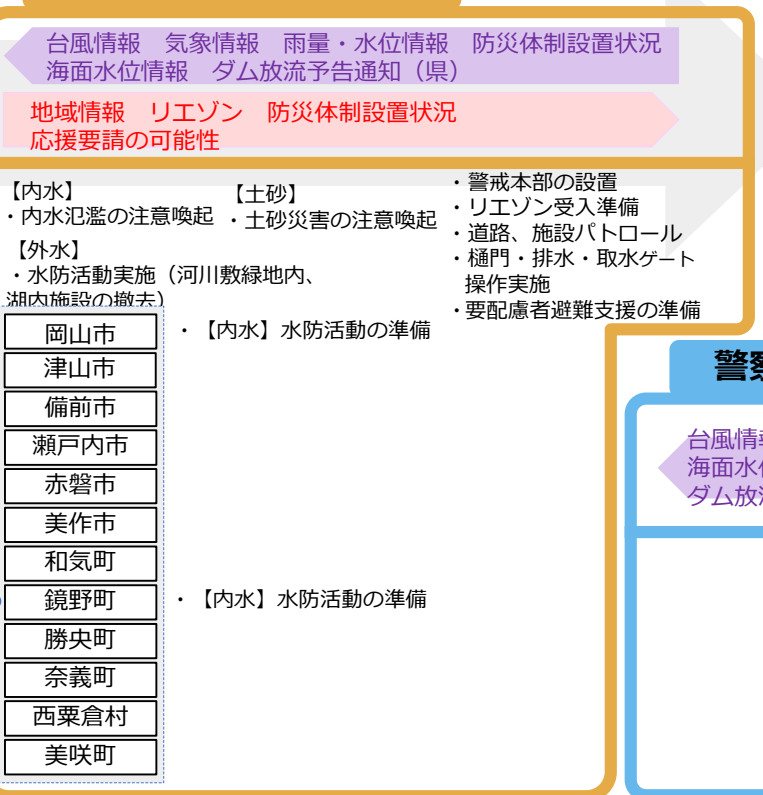 台風情報　気象情報　雨量・水位情報　防災体制設置状況
海面水位情報　ダム放流予告通知（県）
地域情報　リエゾン　防災体制設置状況
応援要請の可能性
【内水】
・内水氾濫の注意喚起
【外水】
・水防活動実施（河川敷緑地内、
湖内施設の撤去）
【土砂】
・土砂災害の注意喚起
・警戒本部の設置
・リエゾン受入準備
・道路、施設パトロール
・樋門・排水・取水ゲート
操作実施
・要配慮者避難支援の準備
岡山市
・【内水】水防活動の準備
津山市
備前市
瀬戸内市
赤磐市
美作市
和気町
鏡野町
・【内水】水防活動の準備
勝央町
奈義町
西粟倉村
美咲町
警察
台風情報
海面水位
ダム放流